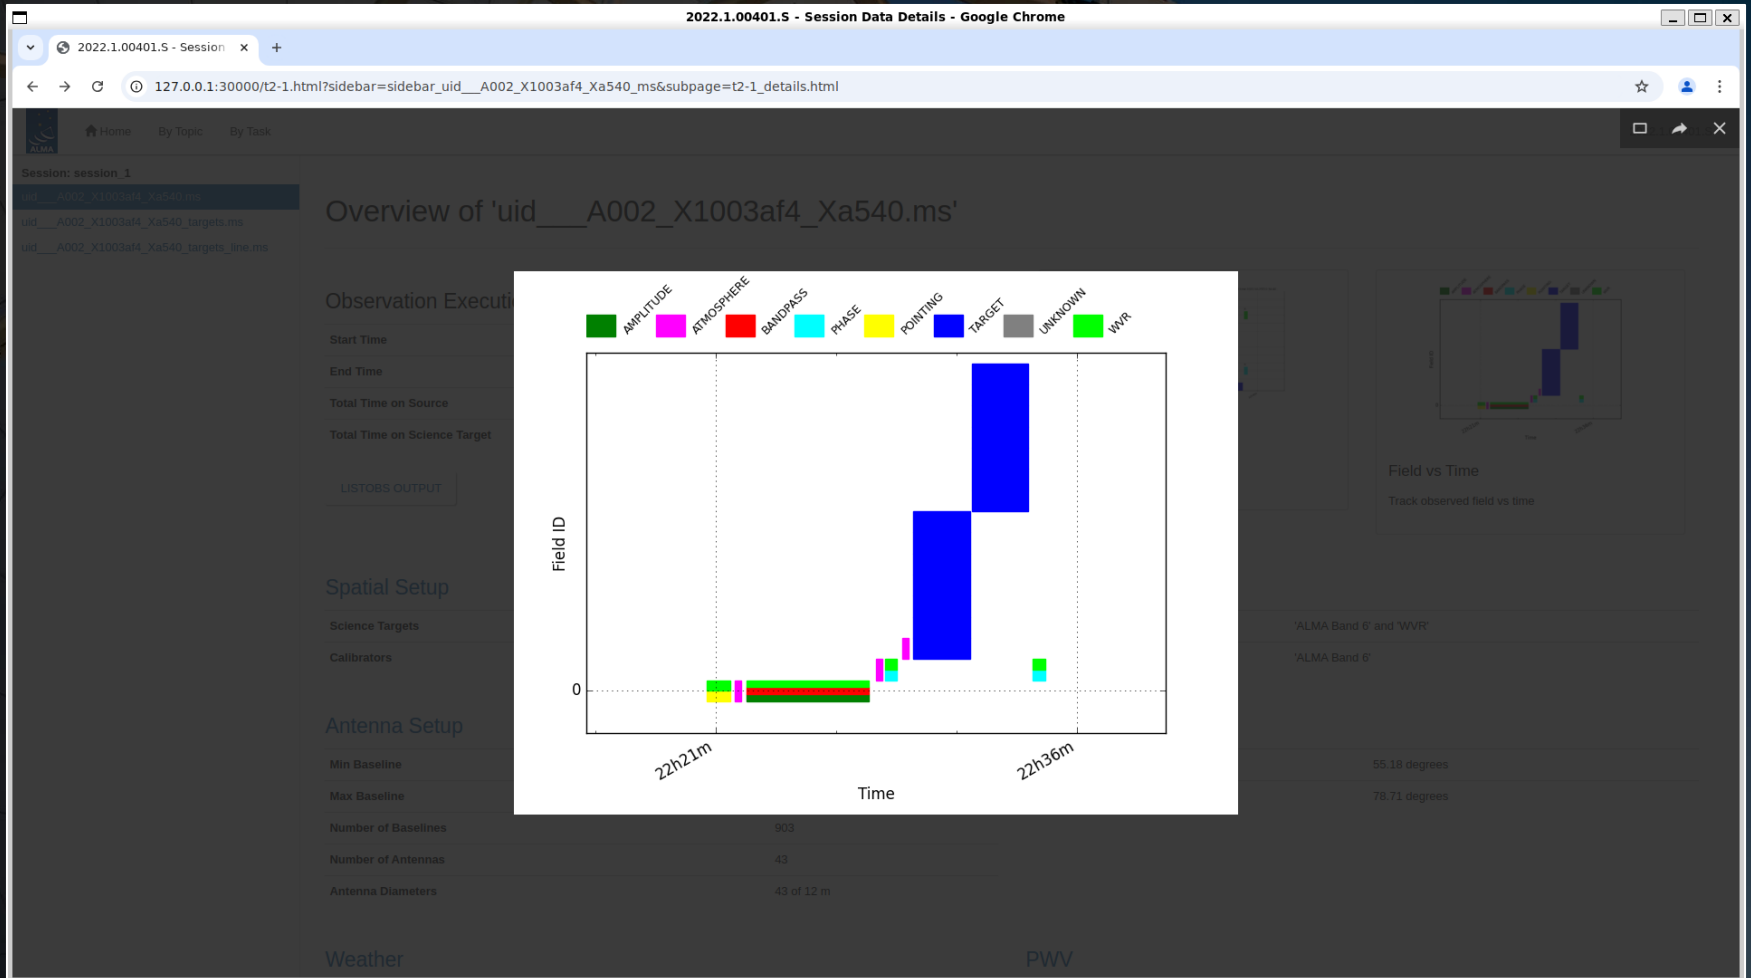 2022.1.00401.S - Session Data Details - Google Chrome
2022.1.00401.S - Session
127.0.0.1:30000/t2-1.html?sidebar=sidebar_uid___A002_X1003af4_Xa540_ms&subpage=t2-1_details.html
ALMA
Home By Topic By Task
Session: session_1
uid___A002_X1003af4_Xa540.ms
uid___A002_X1003af4_Xa540_targets.ms
uid___A002_X1003af4_Xa540_targets_line.ms
Overview of 'uid___A002_X1003af4_Xa540.ms'
Observation Executi
Start Time
End Time
Total Time on Source
Total Time on Science Target
LISTOBS OUTPUT
AMPLITUDE ATMOSPHERE BANDPASS PHASE POINTING TARGET UNKNOWN WVR
Field ID
0
22h21m 22h36m
Time
Field vs Time
Track observed field vs time
Spatial Setup
Science Targets 'ALMA Band 6' and 'WVR'
Calibrators 'ALMA Band 6'
Antenna Setup
Min Baseline 55.18 degrees
Max Baseline 78.71 degrees
Number of Baselines 903
Number of Antennas 43
Antenna Diameters 43 of 12 m
Weather PWV